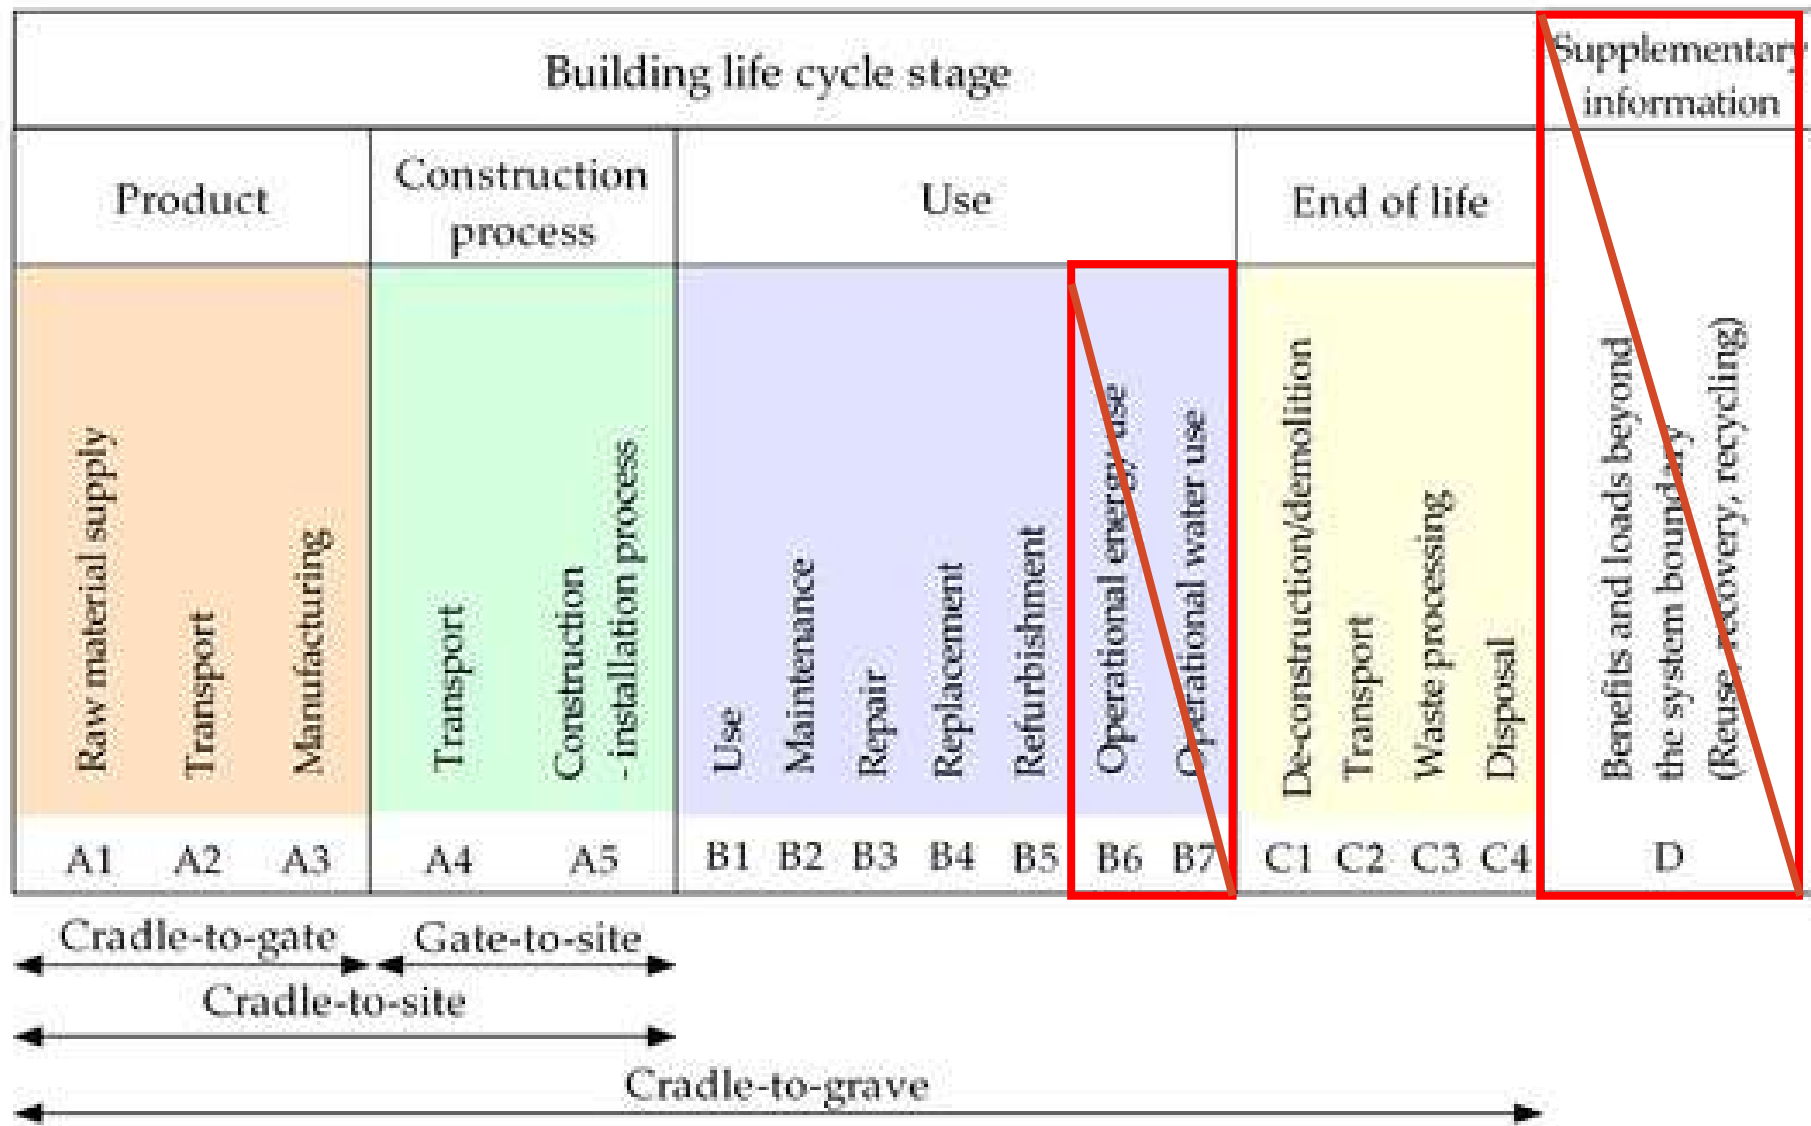 Building life cycle stage
Supplementary
information
Product
Construction
process
Use
End of life
Raw material supply
Transport
Manufacturing
Transport
Construction
- installation process
Use
Maintenance
Repair
Replacement
Refurbishment
Operational energy use
Operational water use
De-construction/demolition
Transport
Waste processing
Disposal
Benefits and loads beyond
the system boundary
(Reuse, recovery, recycling)
A1 A2 A3 A4 A5 B1 B2 B3 B4 B5 B6 B7 C1 C2 C3 C4 D
Cradle-to-gate
Gate-to-site
Cradle-to-site
Cradle-to-grave